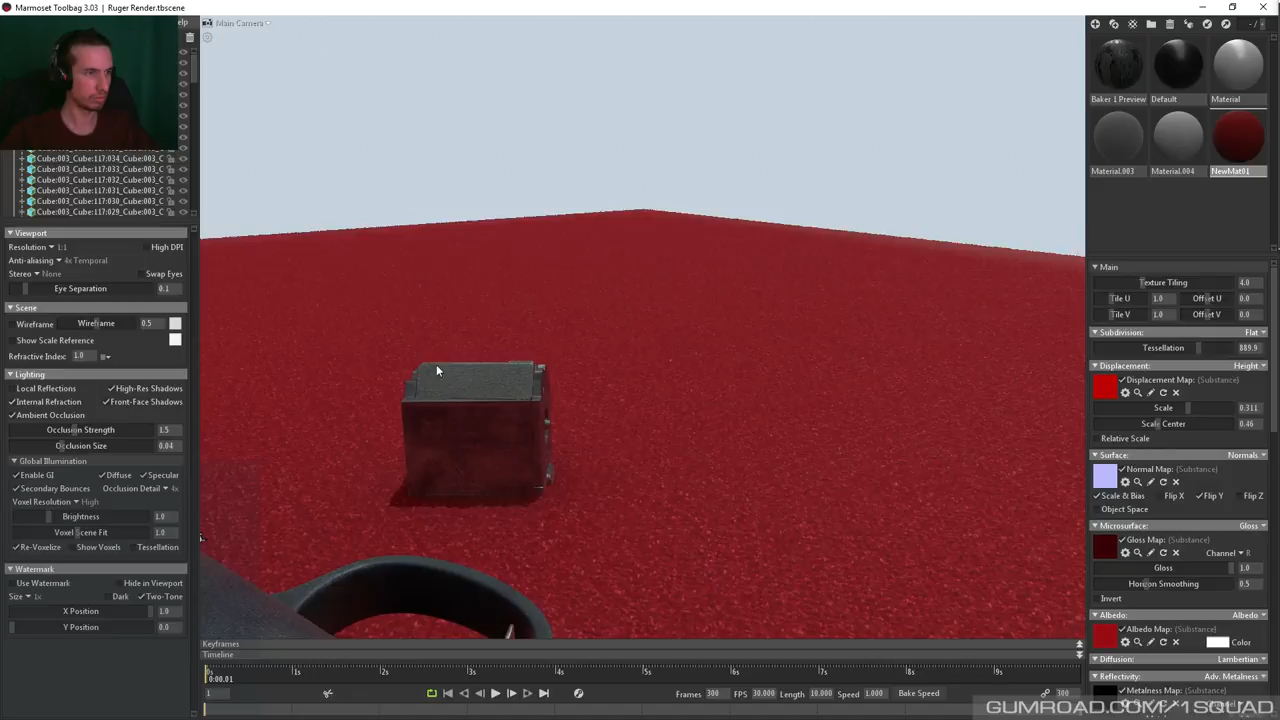 Marmoset Toolbag 3.03 - Ruger Render.tbscene
elp
Main Camera
Cube:003_Cube:117:034_Cube:003_C
Cube:003_Cube:117:033_Cube:003_C
Cube:003_Cube:117:032_Cube:003_C
Cube:003_Cube:117:031_Cube:003_C
Cube:003_Cube:117:030_Cube:003_C
Cube:003_Cube:117:029_Cube:003_C
Viewport
Resolution 1:1 High DPI
Anti-aliasing 4x Temporal
Stereo None Swap Eyes
Eye Separation 0.1
Scene
Wireframe Wireframe 0.5
Show Scale Reference
Refractive Index: 1.0
Lighting
Local Reflections High-Res Shadows
Internal Refraction Front-Face Shadows
Ambient Occlusion
Occlusion Strength 1.5
Occlusion Size 0.04
Global Illumination
Enable GI Diffuse Specular
Secondary Bounces Occlusion Detail 4x
Voxel Resolution High
Brightness 1.0
Voxel Scene Fit 1.0
Re-Voxelize Show Voxels Tessellation
Watermark
Use Watermark Hide in Viewport
Size 1x Dark Two-Tone
X Position 1.0
Y Position 0.0
Keyframes
Timeline
0s 1s 2s 3s 4s 5s 6s 7s 8s 9s
0:00.01
1 Frames 300 FPS 30.000 Length 10.000 Speed 1.000 Bake Speed 300
Baker 1 Preview Default Material
Material.003 Material.004 NewMat01
Main
Texture Tiling 4.0
Tile U 1.0 Offset U 0.0
Tile V 1.0 Offset V 0.0
Subdivision: Flat
Tessellation 889.9
Displacement: Height
Displacement Map: (Substance)
Scale 0.311
Scale Center 0.46
Relative Scale
Surface: Normals
Normal Map: (Substance)
Scale & Bias Flip X Flip Y Flip Z
Object Space
Microsurface: Gloss
Gloss Map: (Substance)
Channel R
Gloss 1.0
Horizon Smoothing 0.5
Invert
Albedo: Albedo
Albedo Map: (Substance)
Color
Diffusion: Lambertian
Reflectivity: Adv. Metalness
Metalness Map: (Substance)
GUMROAD.COM/1SQUAD